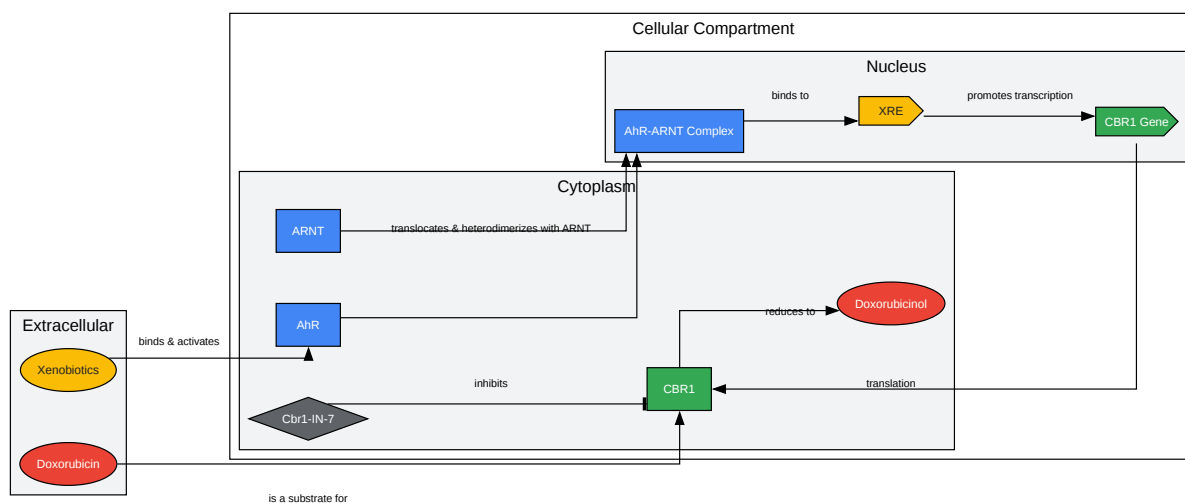 Cellular Compartment
Nucleus
binds to
promotes transcription
XRE
CBR1 Gene
AhR-ARNT Complex
Cytoplasm
ARNT
translocates & heterodimerizes with ARNT
Doxorubicinol
reduces to
Extracellular
AhR
binds & activates
Xenobiotics
inhibits
CBR1
translation
Cbr1-IN-7
Doxorubicin
is a substrate for